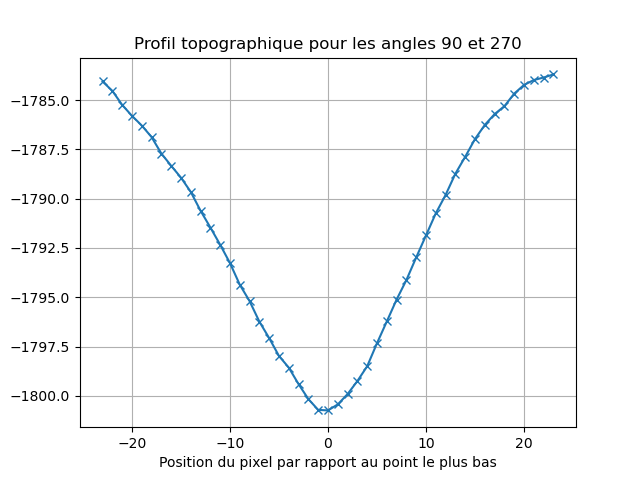 Profil topographique pour les angles 90 et 270
−1785.0
−1787.5
−1790.0
−1792.5
−1795.0
−1797.5
−1800.0
−20 −10 0 10 20
Position du pixel par rapport au point le plus bas